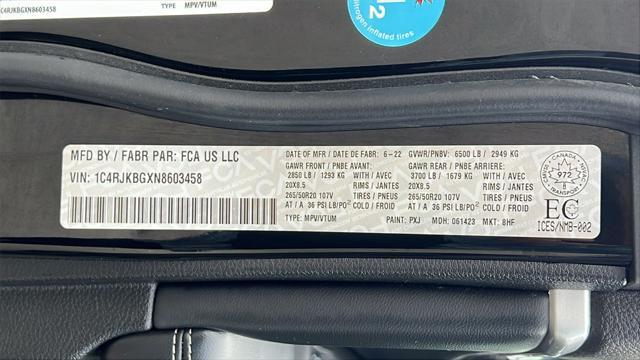 1C4RJKBGXN8603458 TYPE MPV/VTUM
2
nitrogen inflated tires
MFD BY / FABR PAR: FCA US LLC
VIN: 1C4RJKBGXN8603458
DATE OF MFR / DATE DE FABR: 6-22 GVWR/PNBV: 6500 LB / 2949 KG
GAWR FRONT / PNBE AVANT: GAWR REAR / PNBE ARRIERE:
2850 LB / 1293 KG WITH / AVEC 3700 LB / 1679 KG WITH / AVEC
20X8.5 RIMS / JANTES 20X8.5 RIMS / JANTES
265/50R20 107V TIRES / PNEUS 265/50R20 107V TIRES / PNEUS
AT / A 36 PSI LB/PO² COLD / A FROID AT / A 36 PSI LB/PO² COLD / A FROID
TYPE: MPV/VTUM PAINT: PXJ MDH: 061423 MKT: 8HF
CANADA
972
TRANSPORT
EC
ICES/NMB-002